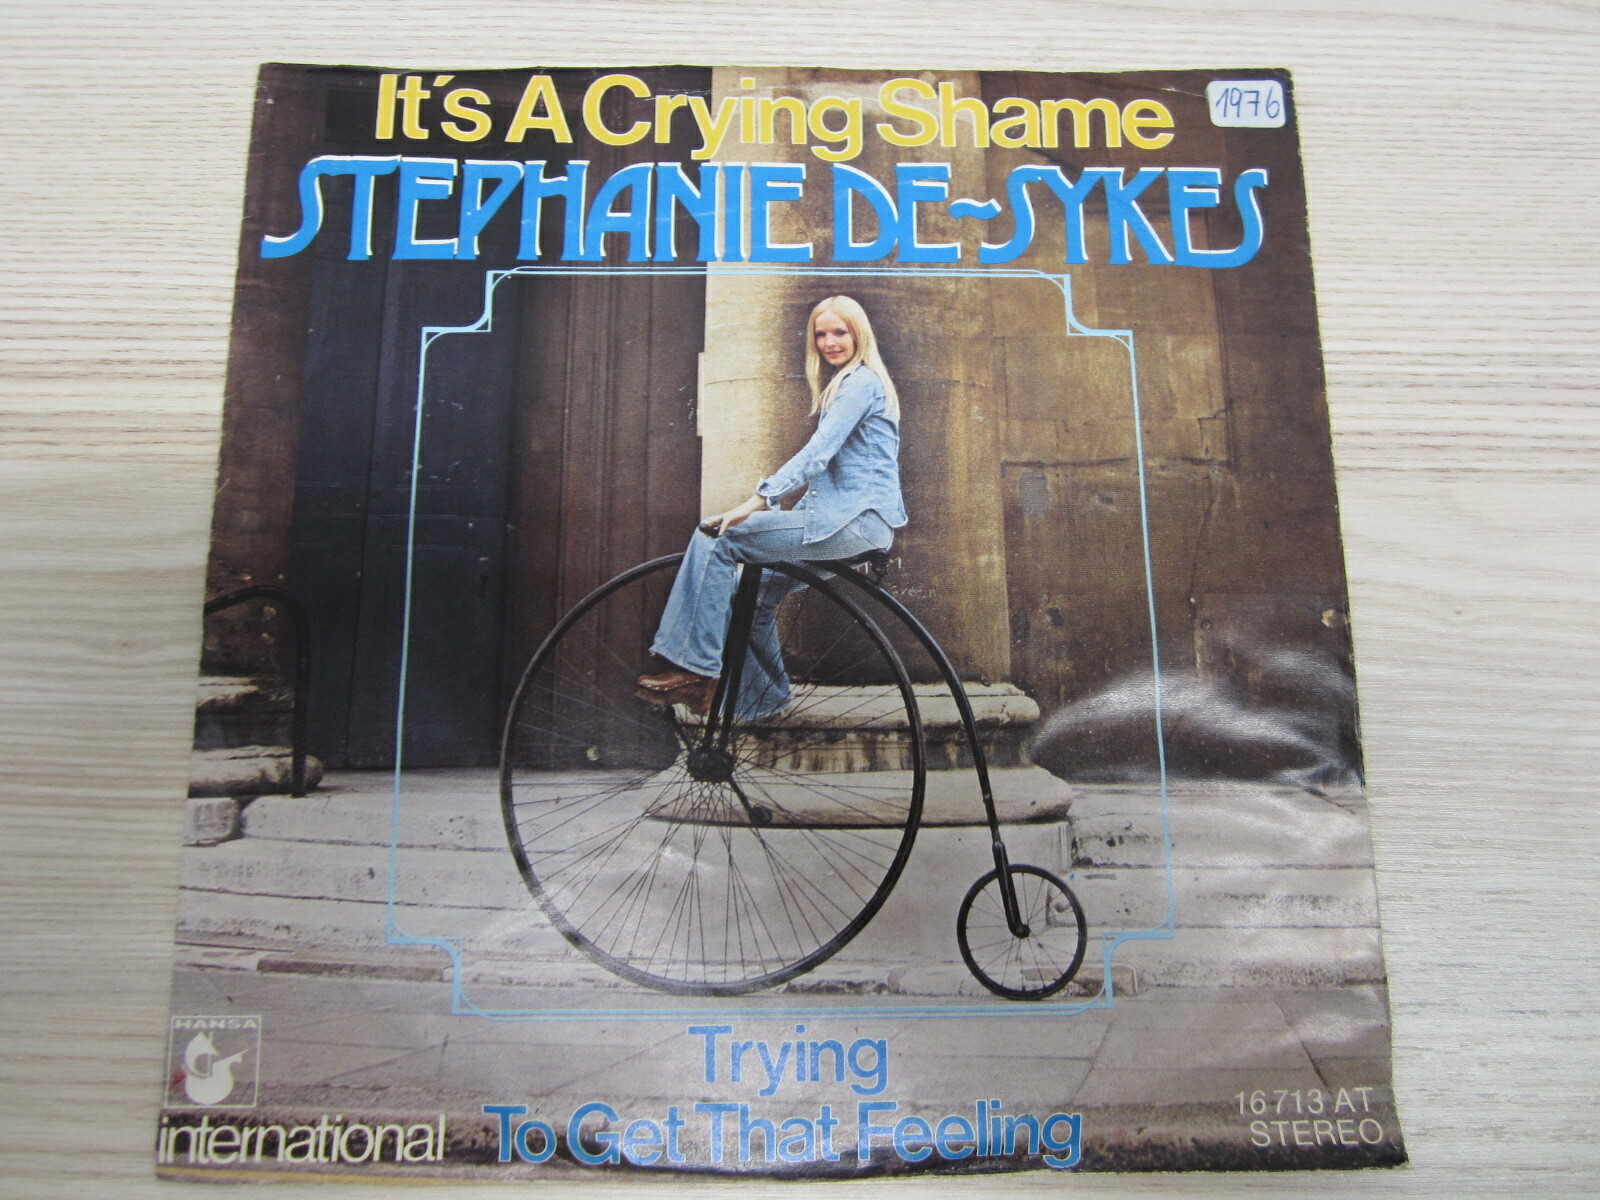 It's A Crying Shame
1976
STEPHANIE DE~SYKES
HANSA
international
Trying
To Get That Feeling
16 713 AT
STEREO